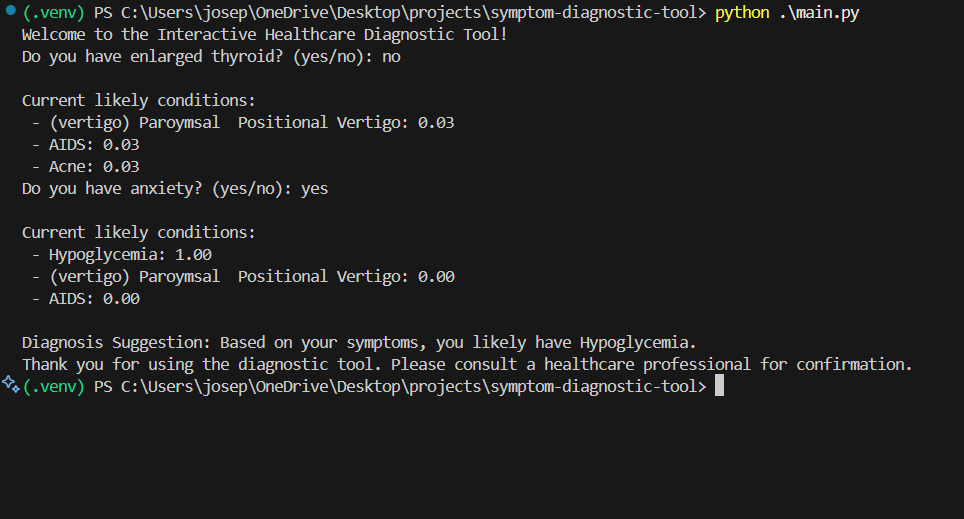 (.venv) PS C:\Users\josep\OneDrive\Desktop\projects\symptom-diagnostic-tool> python .\main.py
Welcome to the Interactive Healthcare Diagnostic Tool!
Do you have enlarged thyroid? (yes/no): no
Current likely conditions:
- (vertigo) Paroymsal  Positional Vertigo: 0.03
- AIDS: 0.03
- Acne: 0.03
Do you have anxiety? (yes/no): yes
Current likely conditions:
- Hypoglycemia: 1.00
- (vertigo) Paroymsal  Positional Vertigo: 0.00
- AIDS: 0.00
Diagnosis Suggestion: Based on your symptoms, you likely have Hypoglycemia.
Thank you for using the diagnostic tool. Please consult a healthcare professional for confirmation.
(.venv) PS C:\Users\josep\OneDrive\Desktop\projects\symptom-diagnostic-tool>